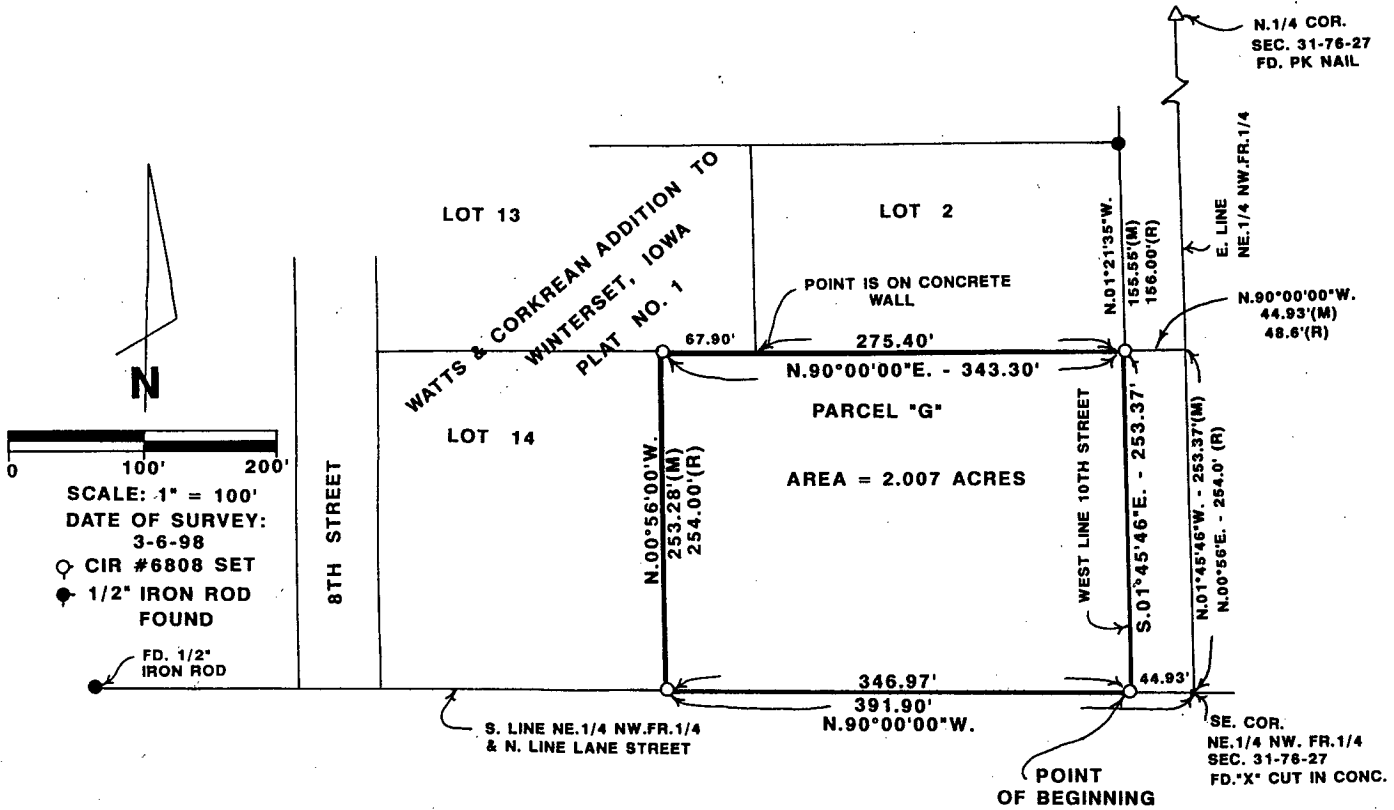 N.1/4 COR.
SEC. 31-76-27
FD. PK NAIL
E. LINE
NE.1/4 NW.FR.1/4
LOT 13
LOT 2
WATTS & CORKREAN ADDITION TO
WINTERSET, IOWA
PLAT NO. 1
POINT IS ON CONCRETE
WALL
N.01°21'35"W.
155.55'(M)
156.00'(R)
N.90°00'00"W.
44.93'(M)
48.6'(R)
67.90'
275.40'
N.90°00'00"E. - 343.30'
N
0 100' 200'
SCALE: 1" = 100'
DATE OF SURVEY:
3-6-98
CIR #6808 SET
1/2" IRON ROD
FOUND
FD. 1/2"
IRON ROD
8TH STREET
LOT 14
N.00°56'00"W.
253.28'(M)
254.00'(R)
PARCEL "G"
AREA = 2.007 ACRES
WEST LINE 10TH STREET
S.01°45'46"E. - 253.37'
N.01°45'46"W. - 253.37'(M)
N.00°56'E. - 254.0' (R)
346.97'
44.93'
391.90'
N.90°00'00"W.
S. LINE NE.1/4 NW.FR.1/4
& N. LINE LANE STREET
POINT
OF BEGINNING
SE. COR.
NE.1/4 NW. FR.1/4
SEC. 31-76-27
FD."X" CUT IN CONC.